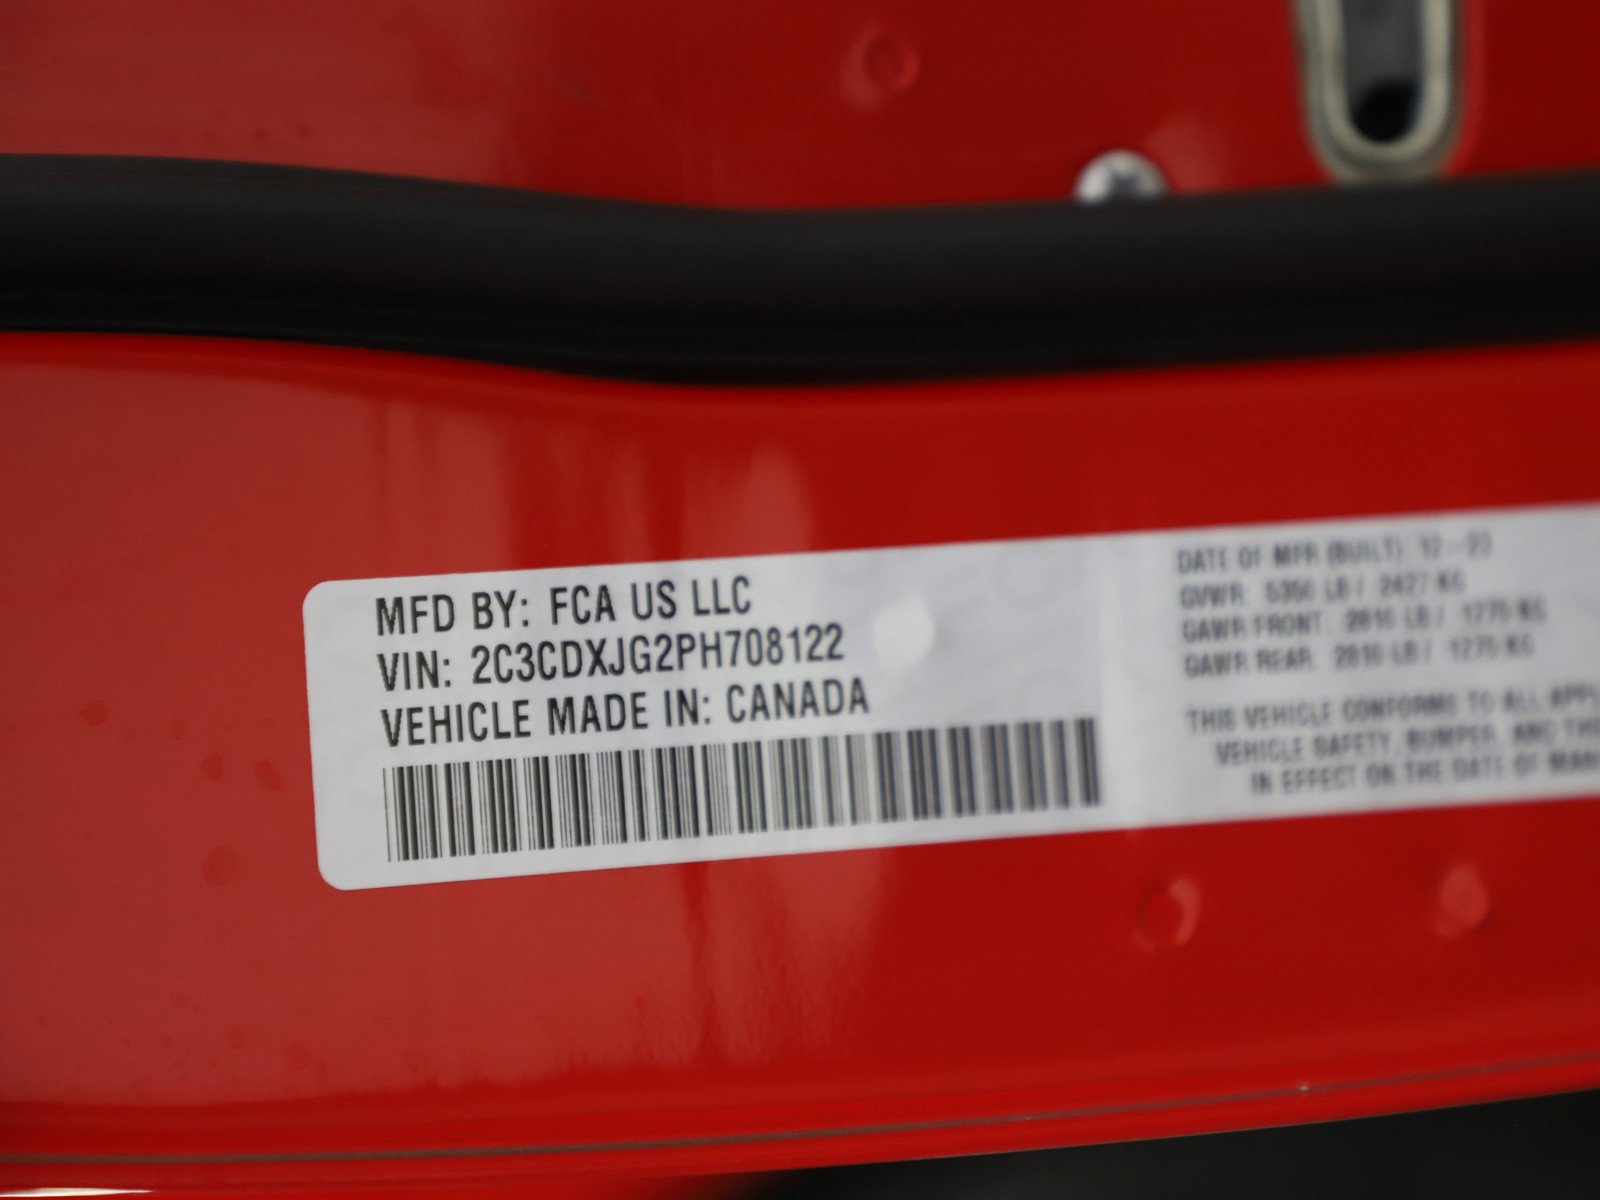 MFD BY: FCA US LLC
VIN: 2C3CDXJG2PH708122
VEHICLE MADE IN: CANADA
DATE OF MFR (BUILT): 12-23
GVWR: 5350 LB / 2427 KG
GAWR FRONT: 2810 LB / 1275 KG
GAWR REAR: 2810 LB / 1275 KG
THIS VEHICLE CONFORMS TO ALL
VEHICLE SAFETY, BUMPER, AND
IN EFFECT ON THE DATE OF